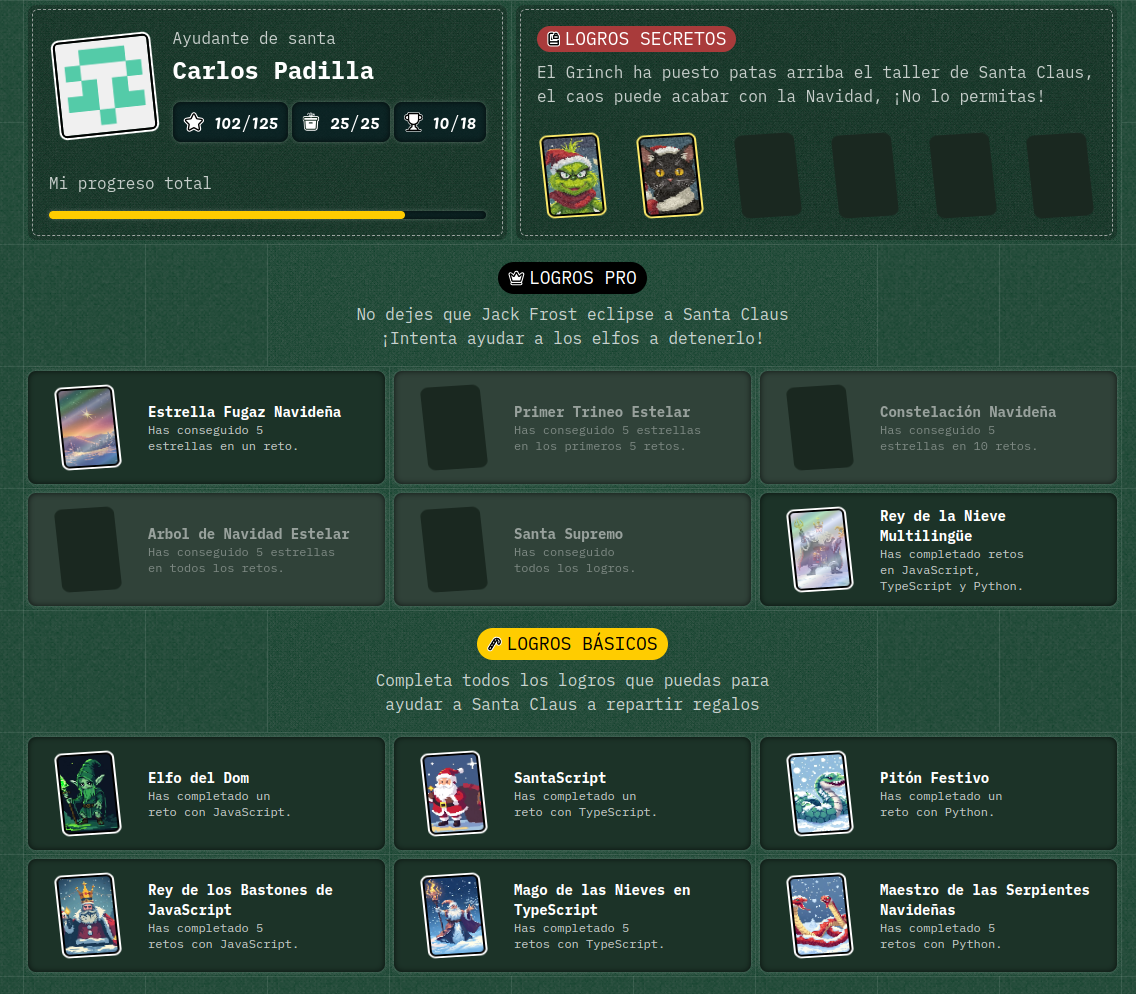 Ayudante de santa
Carlos Padilla
102/125
25/25
10/18
Mi progreso total
LOGROS SECRETOS
El Grinch ha puesto patas arriba el taller de Santa Claus,
el caos puede acabar con la Navidad, ¡No lo permitas!
LOGROS PRO
No dejes que Jack Frost eclipse a Santa Claus
¡Intenta ayudar a los elfos a detenerlo!
Estrella Fugaz Navideña
Has conseguido 5
estrellas en un reto.
Primer Trineo Estelar
Has conseguido 5 estrellas
en los primeros 5 retos.
Constelación Navideña
Has conseguido 5
estrellas en 10 retos.
Arbol de Navidad Estelar
Has conseguido 5 estrellas
en todos los retos.
Santa Supremo
Has conseguido
todos los logros.
Rey de la Nieve
Multilingüe
Has completado retos
en JavaScript,
TypeScript y Python.
LOGROS BÁSICOS
Completa todos los logros que puedas para
ayudar a Santa Claus a repartir regalos
Elfo del Dom
Has completado un
reto con JavaScript.
SantaScript
Has completado un
reto con TypeScript.
Pitón Festivo
Has completado un
reto con Python.
Rey de los Bastones de
JavaScript
Has completado 5
retos con JavaScript.
Mago de las Nieves en
TypeScript
Has completado 5
retos con TypeScript.
Maestro de las Serpientes
Navideñas
Has completado 5
retos con Python.